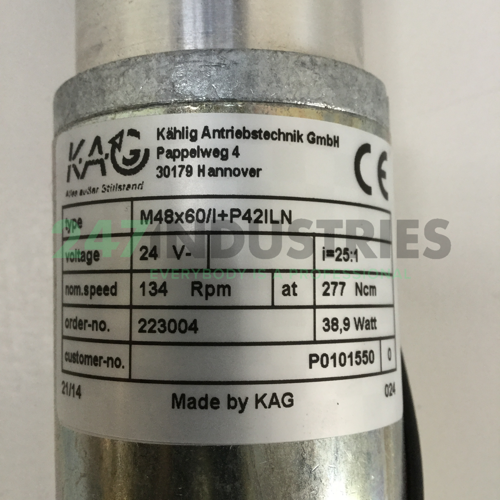 KAG
Alles außer Stillstand
Kählig Antriebstechnik GmbH
Pappelweg 4
30179 Hannover
CE
type M48x60/I+P42ILN
voltage 24 V- i=25:1
nom.speed 134 Rpm at 277 Ncm
order-no. 223004 38,9 Watt
customer-no. P0101550 0
21/14 Made by KAG 024
247INDUSTRIES
EVERYBODY IS A PROFESSIONAL